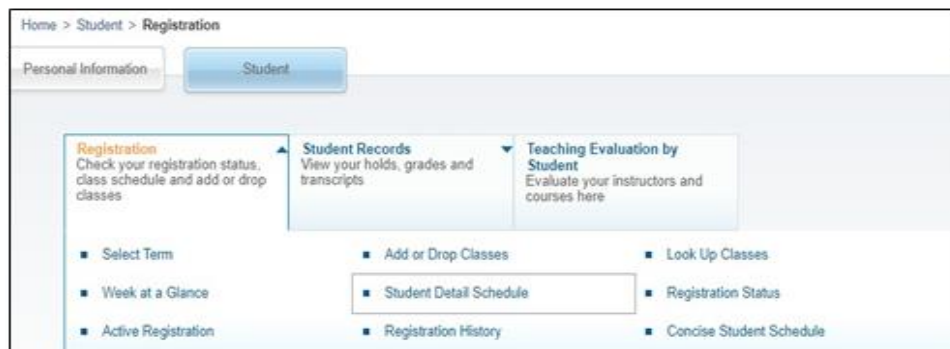 Home > Student > Registration
Personal Information
Student
Registration
Check your registration status,
class schedule and add or drop
classes
Student Records
View your holds, grades and
transcripts
Teaching Evaluation by
Student
Evaluate your instructors and
courses here
Select Term
Add or Drop Classes
Look Up Classes
Week at a Glance
Student Detail Schedule
Registration Status
Active Registration
Registration History
Concise Student Schedule